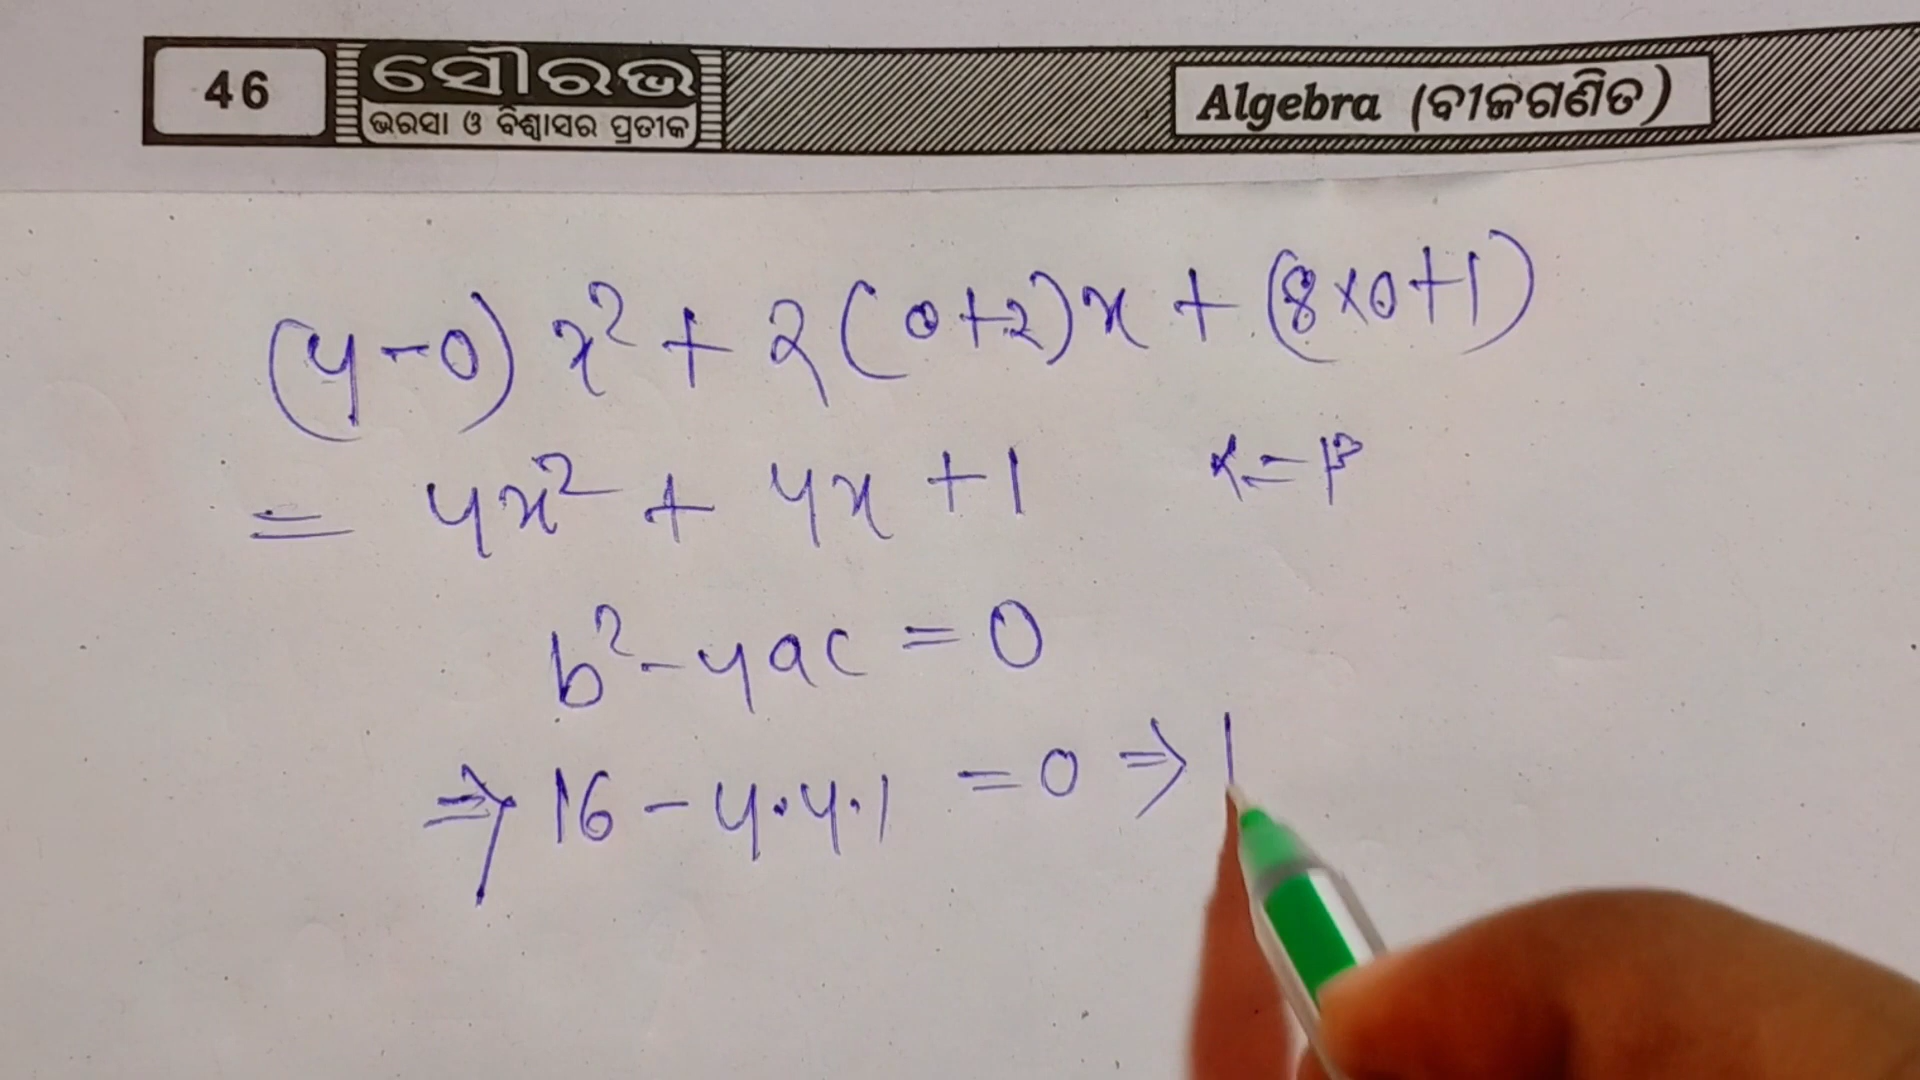 46
ସୌରଭ
ଭରସା ଓ ବିଶ୍ୱାସର ପ୍ରତୀକ
Algebra (ବୀଜଗଣିତ)
(4-0) x² + 2(0+2)x + (8×0+1)
= 4x² + 4x + 1
α = β
b² - 4ac = 0
⇒ 16 - 4·4·1 = 0 ⇒ 1